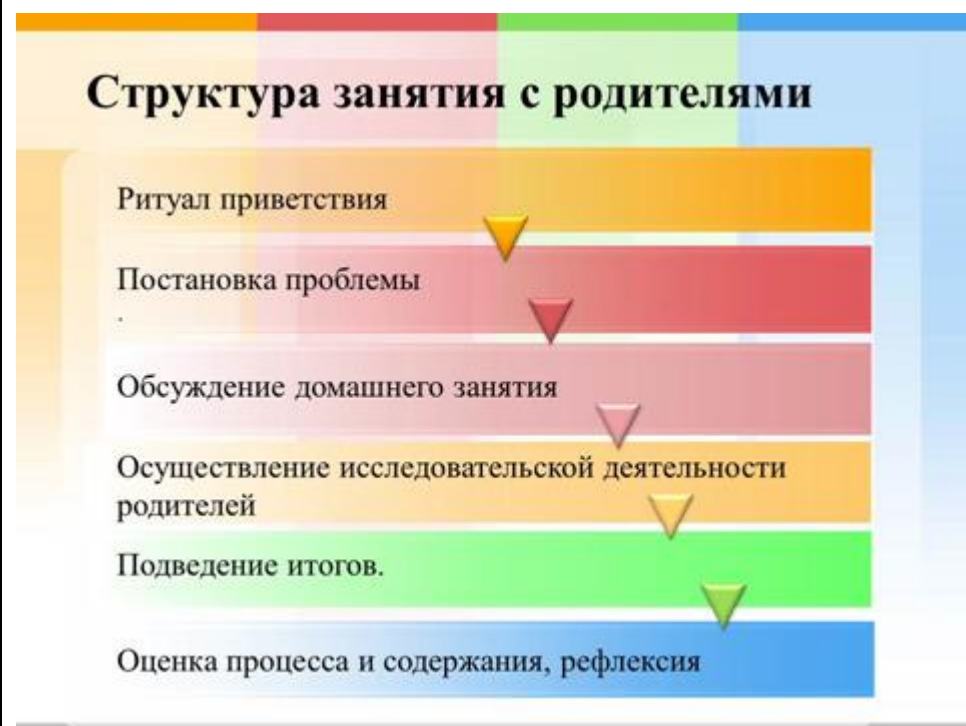 Структура занятия с родителями
Ритуал приветствия
Постановка проблемы
.
Обсуждение домашнего занятия
Осуществление исследовательской деятельности
родителей
Подведение итогов.
Оценка процесса и содержания, рефлексия